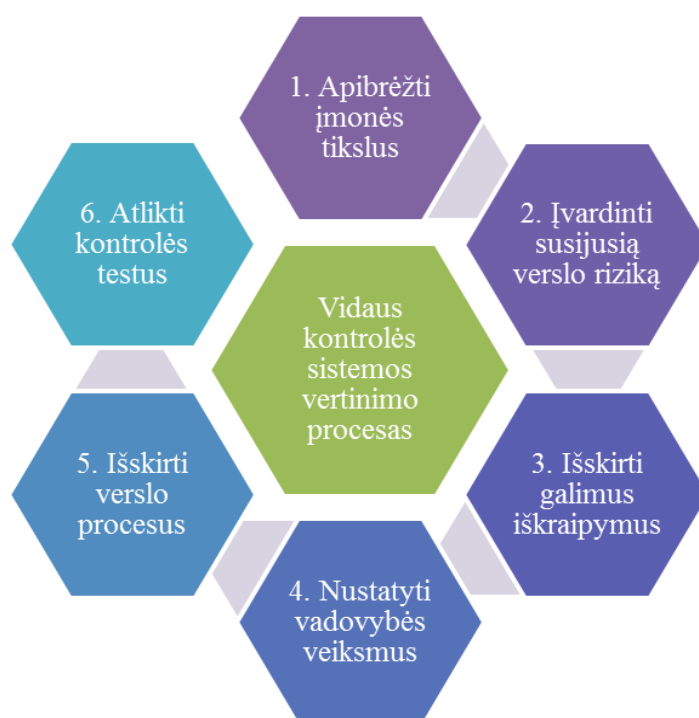 1. Apibrėžti
įmonės
tikslus
2. Įvardinti
susijusią
verslo riziką
3. Išskirti
galimus
iškraipymus
4. Nustatyti
vadovybės
veiksmus
5. Išskirti
verslo
procesus
6. Atlikti
kontrolės
testus
Vidaus
kontrolės
sistemos
vertinimo
procesas